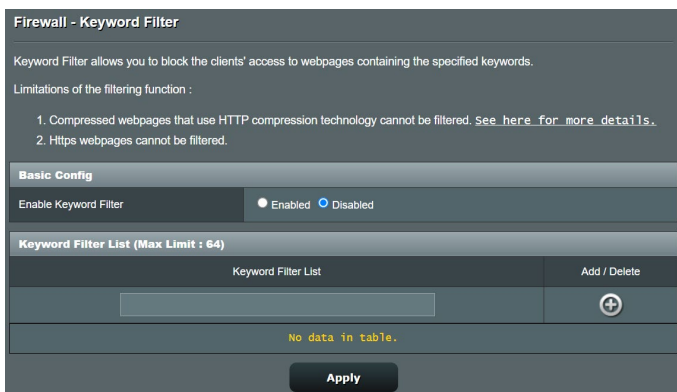 Firewall - Keyword Filter
Keyword Filter allows you to block the clients' access to webpages containing the specified keywords.
Limitations of the filtering function :
1. Compressed webpages that use HTTP compression technology cannot be filtered. See here for more details.
2. Https webpages cannot be filtered.
Basic Config
Enable Keyword Filter Enabled Disabled
Keyword Filter List (Max Limit : 64)
Keyword Filter List Add / Delete
No data in table.
Apply